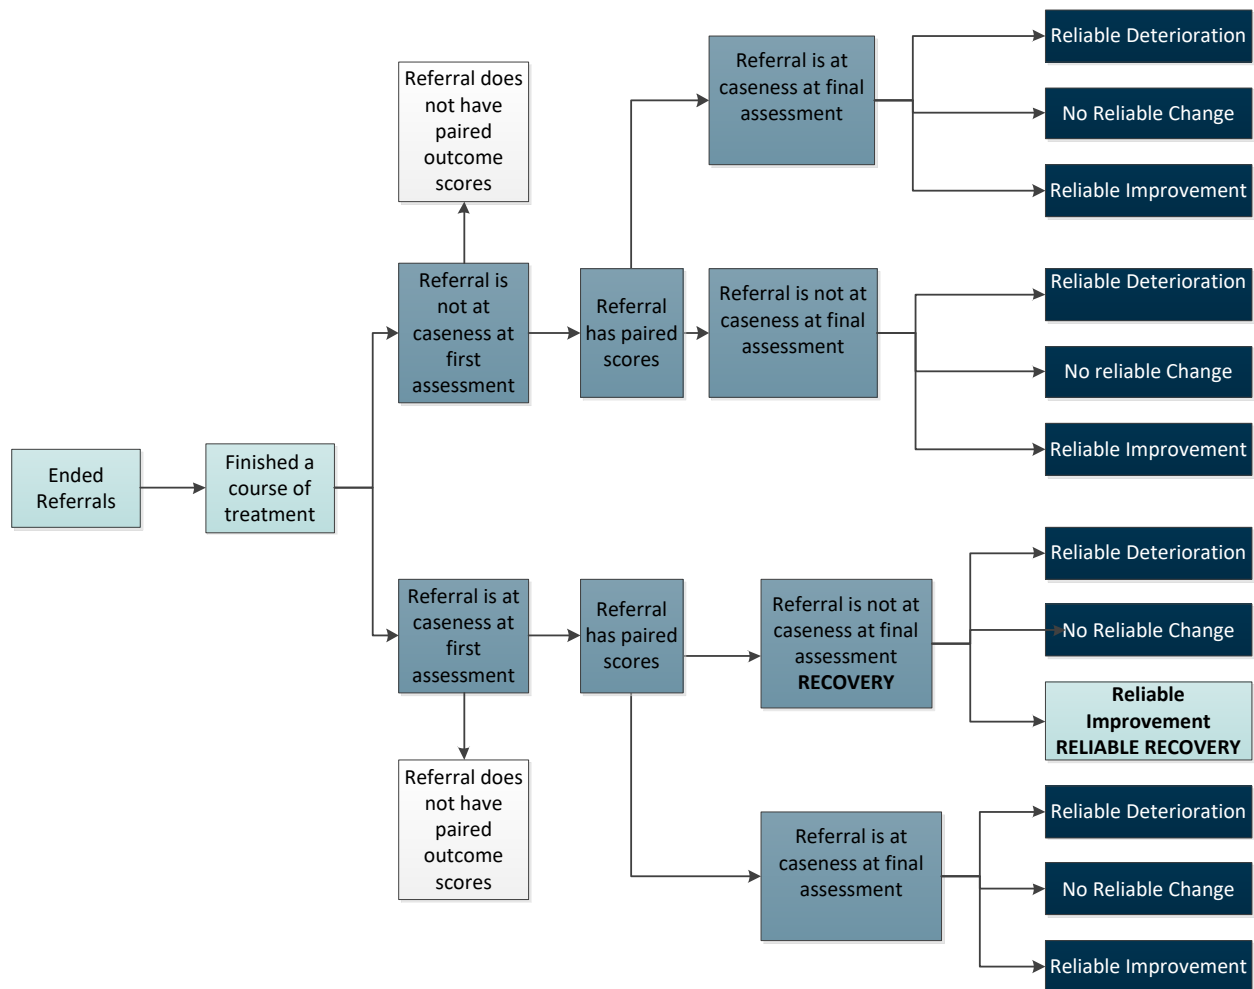 Ended
Referrals
Finished a
course of
treatment
Referral does
not have
paired
outcome
scores
Referral is
not at
caseness at
first
assessment
Referral
has paired
scores
Referral is at
caseness at final
assessment
Reliable Deterioration
No Reliable Change
Reliable Improvement
Referral is not at
caseness at final
assessment
Reliable Deterioration
No reliable Change
Reliable Improvement
Referral is at
caseness at
first
assessment
Referral
has paired
scores
Referral is not at
caseness at final
assessment
RECOVERY
Reliable Deterioration
No Reliable Change
Reliable
Improvement
RELIABLE RECOVERY
Referral does
not have
paired
outcome
scores
Referral is at
caseness at final
assessment
Reliable Deterioration
No Reliable Change
Reliable Improvement